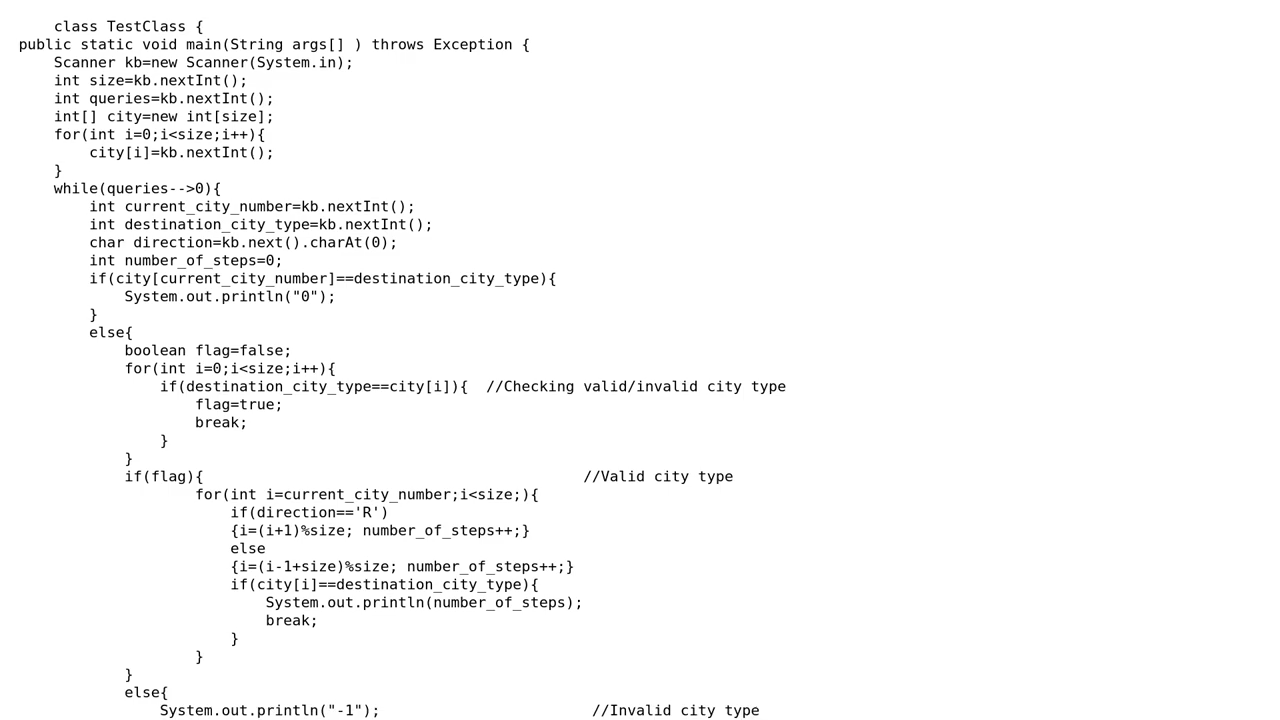 class TestClass {
public static void main(String args[] ) throws Exception {
    Scanner kb=new Scanner(System.in);
    int size=kb.nextInt();
    int queries=kb.nextInt();
    int[] city=new int[size];
    for(int i=0;i<size;i++){
        city[i]=kb.nextInt();
    }
    while(queries-->0){
        int current_city_number=kb.nextInt();
        int destination_city_type=kb.nextInt();
        char direction=kb.next().charAt(0);
        int number_of_steps=0;
        if(city[current_city_number]==destination_city_type){
            System.out.println("0");
        }
        else{
            boolean flag=false;
            for(int i=0;i<size;i++){
                if(destination_city_type==city[i]){  //Checking valid/invalid city type
                    flag=true;
                    break;
                }
            }
            if(flag){                                           //Valid city type
                    for(int i=current_city_number;i<size;){
                        if(direction=='R')
                        {i=(i+1)%size; number_of_steps++;}
                        else
                        {i=(i-1+size)%size; number_of_steps++;}
                        if(city[i]==destination_city_type){
                            System.out.println(number_of_steps);
                            break;
                        }
                    }
            }
            else{
                System.out.println("-1");                        //Invalid city type